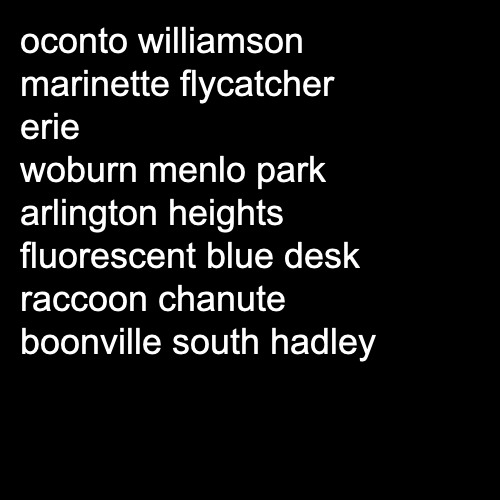 oconto williamson
marinette flycatcher
erie
woburn menlo park
arlington heights
fluorescent blue desk
raccoon chanute
boonville south hadley